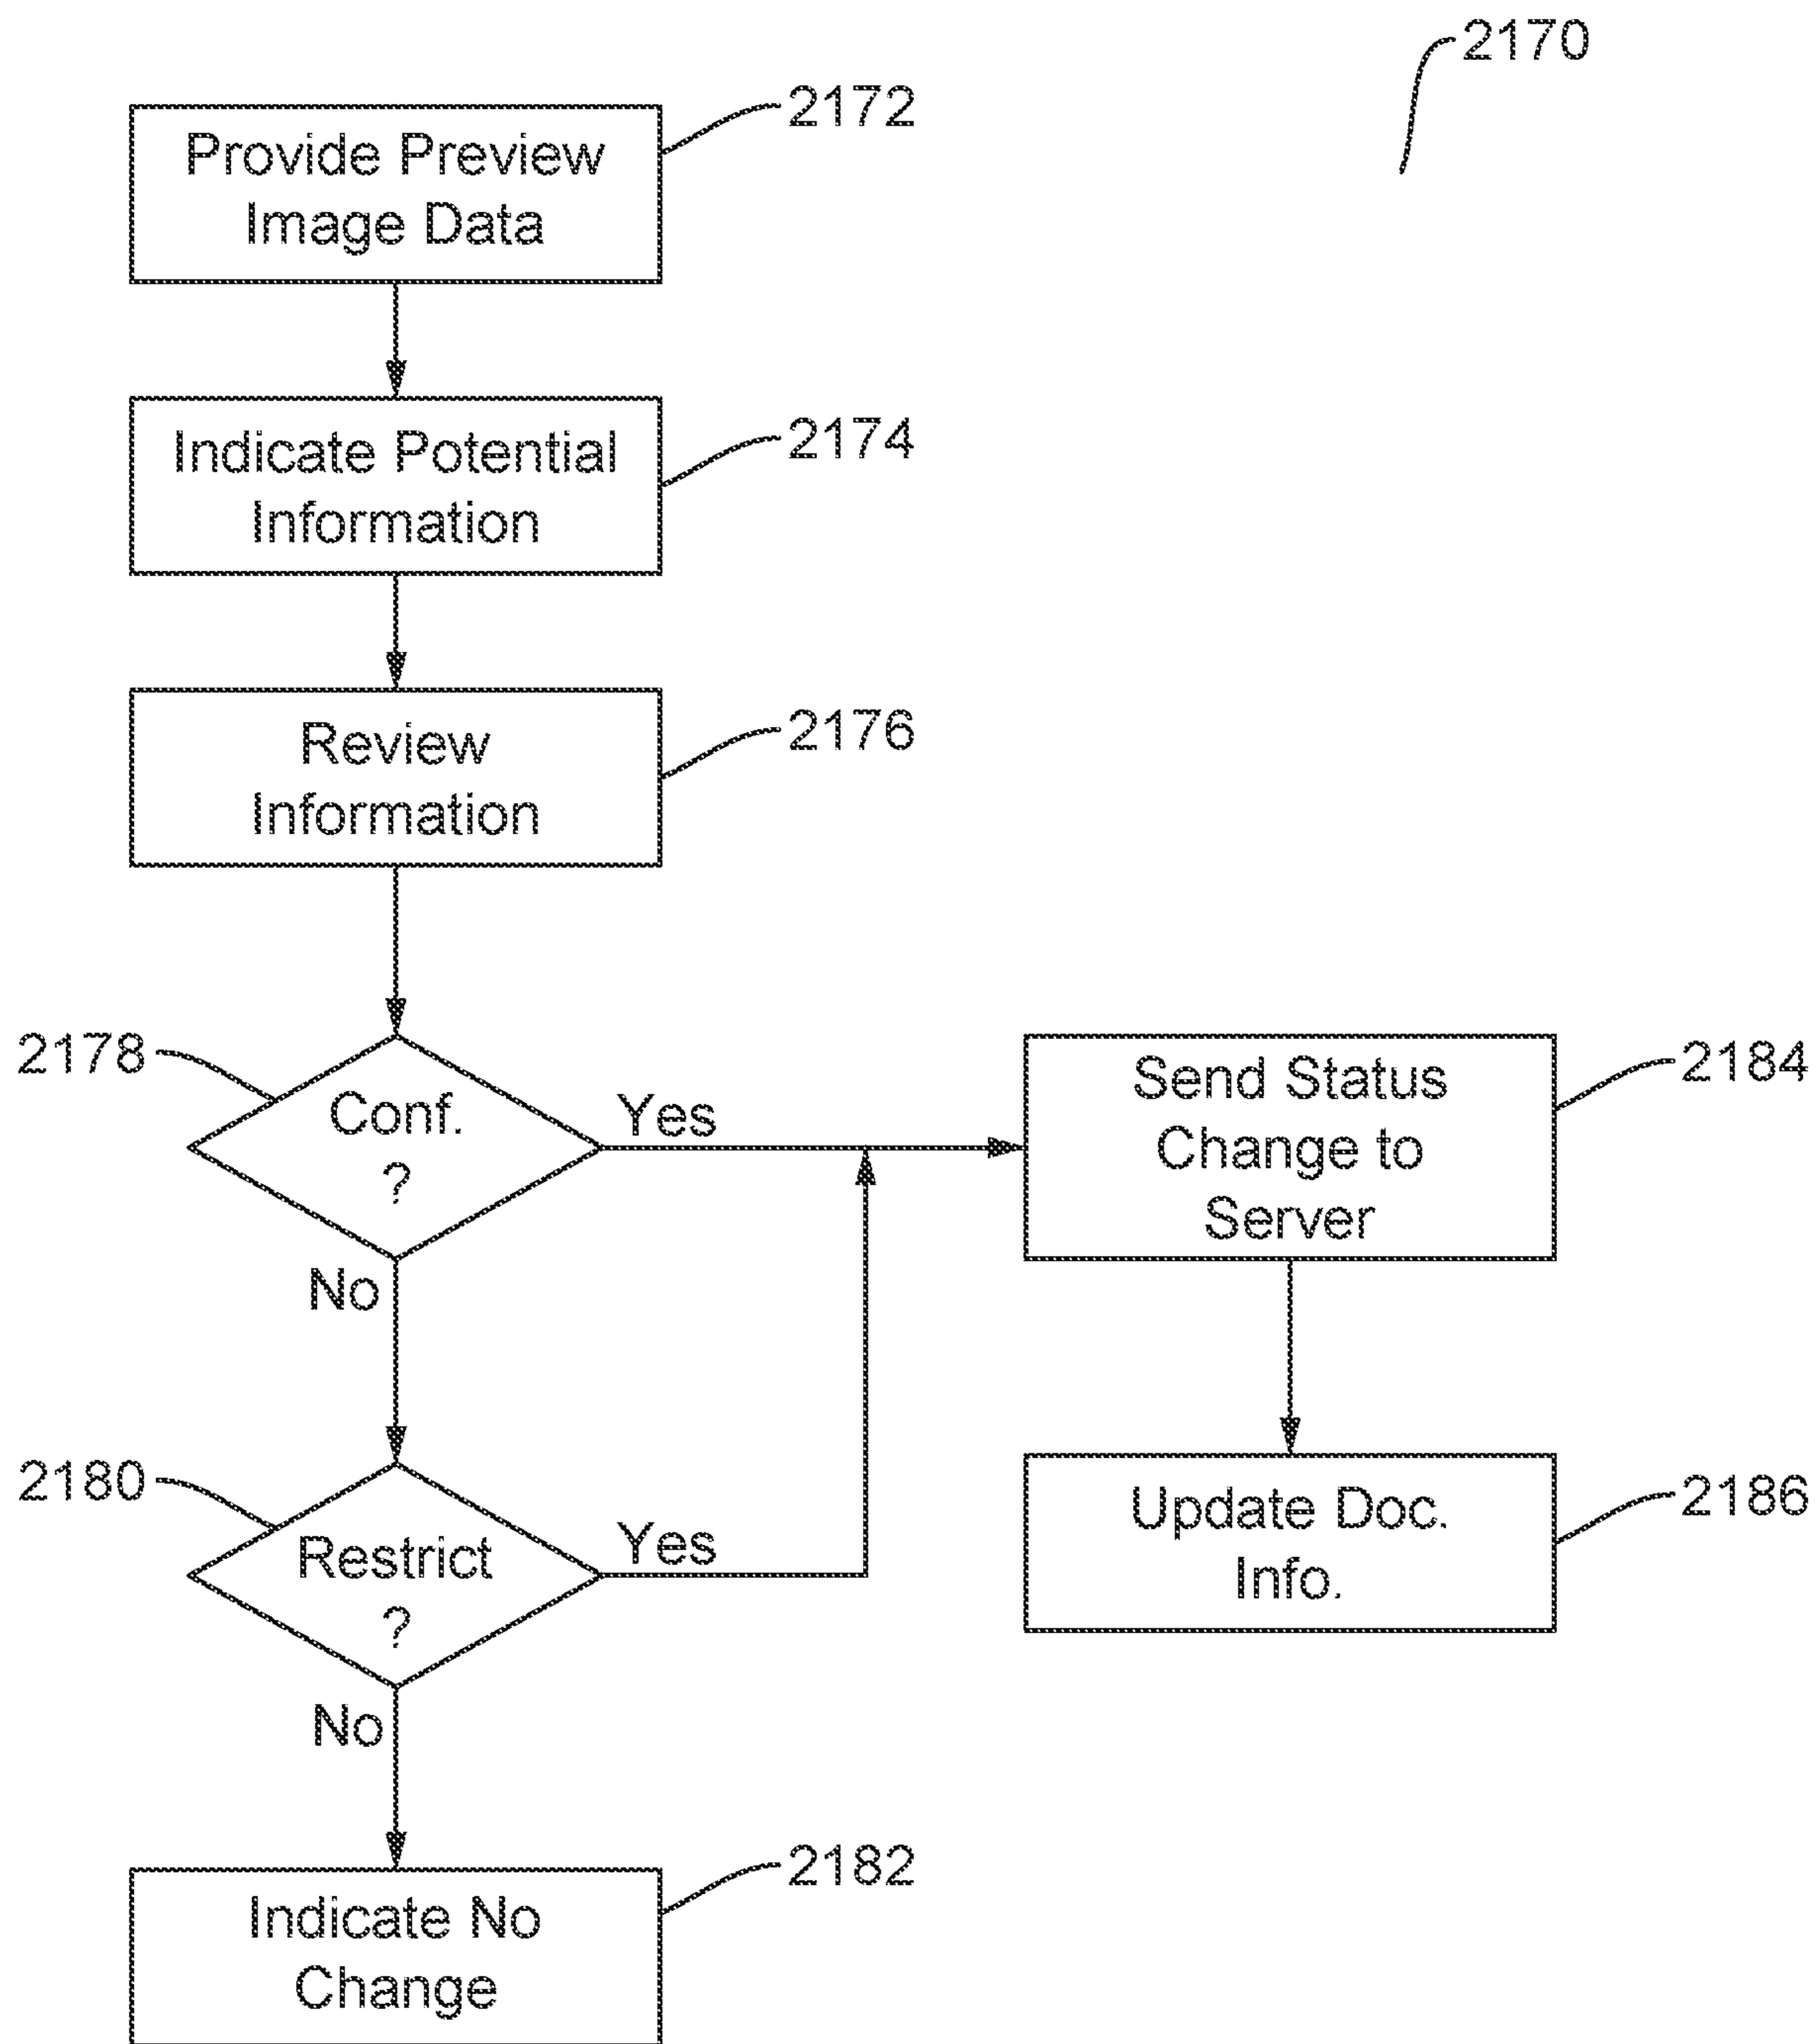 2170
Provide Preview
Image Data
2172
Indicate Potential
Information
2174
Review
Information
2176
2178
Conf.
?
Yes
No
Send Status
Change to
Server
2184
2180
Restrict
?
Yes
No
Update Doc.
Info.
2186
Indicate No
Change
2182